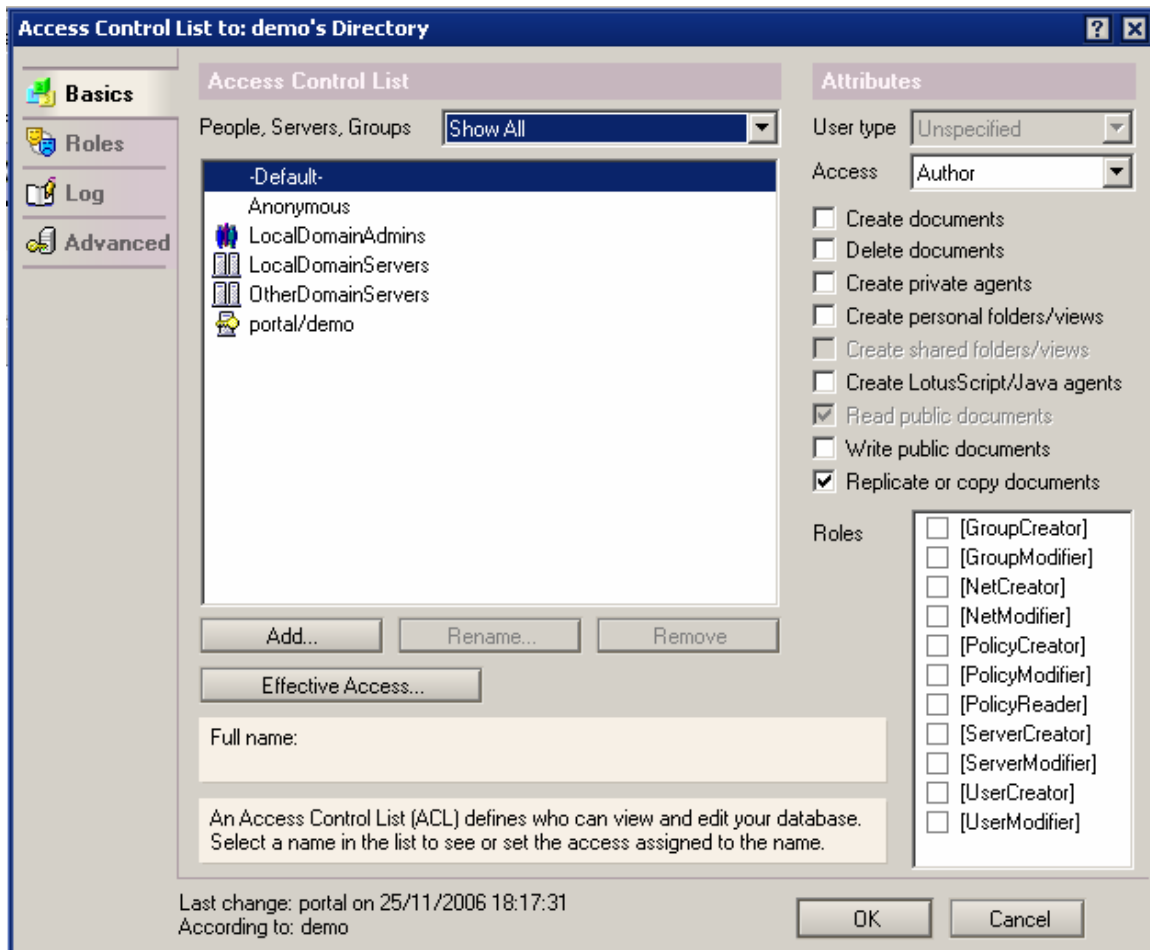 Access Control List to: demo's Directory
Basics
Roles
Log
Advanced
Access Control List
People, Servers, Groups
Show All
-Default-
Anonymous
LocalDomainAdmins
LocalDomainServers
OtherDomainServers
portal/demo
Add...
Rename...
Remove
Effective Access...
Full name:
An Access Control List (ACL) defines who can view and edit your database.
Select a name in the list to see or set the access assigned to the name.
Attributes
User type
Unspecified
Access
Author
Create documents
Delete documents
Create private agents
Create personal folders/views
Create shared folders/views
Create LotusScript/Java agents
Read public documents
Write public documents
Replicate or copy documents
Roles
[GroupCreator]
[GroupModifier]
[NetCreator]
[NetModifier]
[PolicyCreator]
[PolicyModifier]
[PolicyReader]
[ServerCreator]
[ServerModifier]
[UserCreator]
[UserModifier]
Last change: portal on 25/11/2006 18:17:31
According to: demo
OK
Cancel